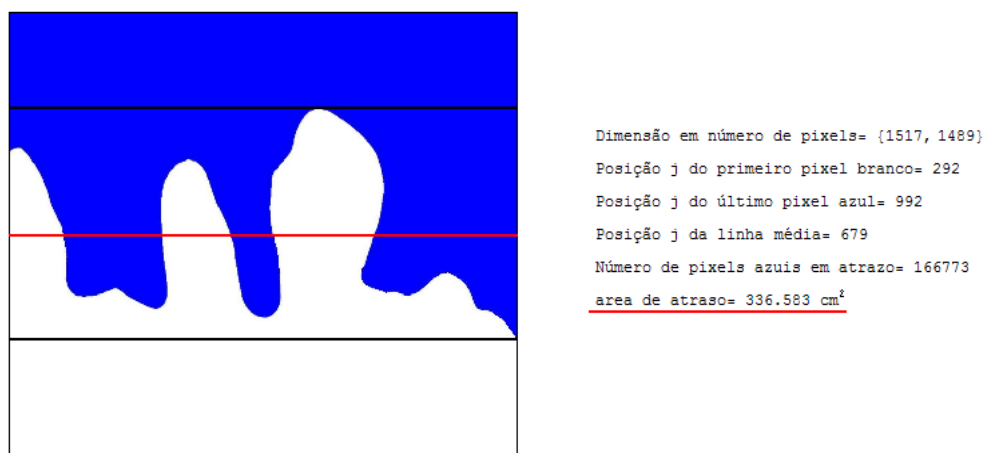 Dimensão em número de pixels= {1517, 1489}
Posição j do primeiro pixel branco= 292
Posição j do último pixel azul= 992
Posição j da linha média= 679
Número de pixels azuis em atrazo= 166773
area de atraso= 336.583 cm²